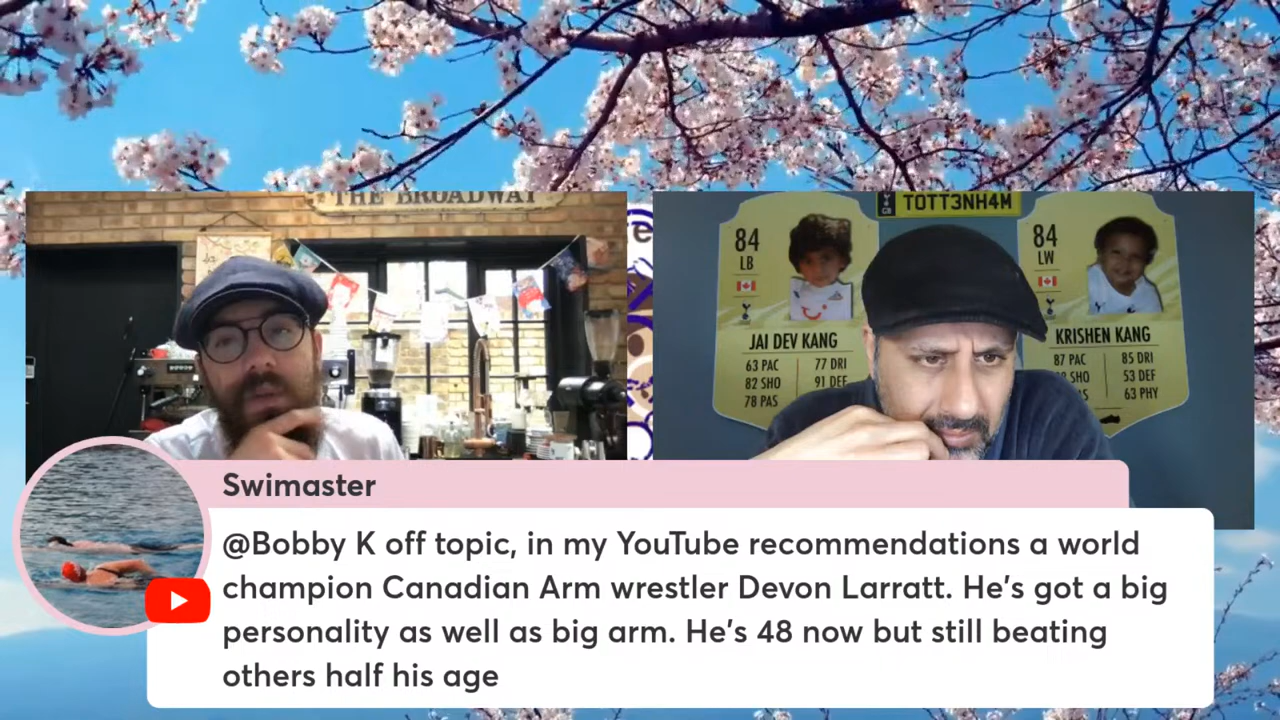 THE BROADWAY
TOTT3NH4M
84
LB
JAI DEV KANG
63 PAC 77 DRI
82 SHO 91 DEF
78 PAS
84
LW
KRISHEN KANG
87 PAC 85 DRI
SHO 53 DEF
63 PHY
Swimaster
@Bobby K off topic, in my YouTube recommendations a world
champion Canadian Arm wrestler Devon Larratt. He's got a big
personality as well as big arm. He's 48 now but still beating
others half his age